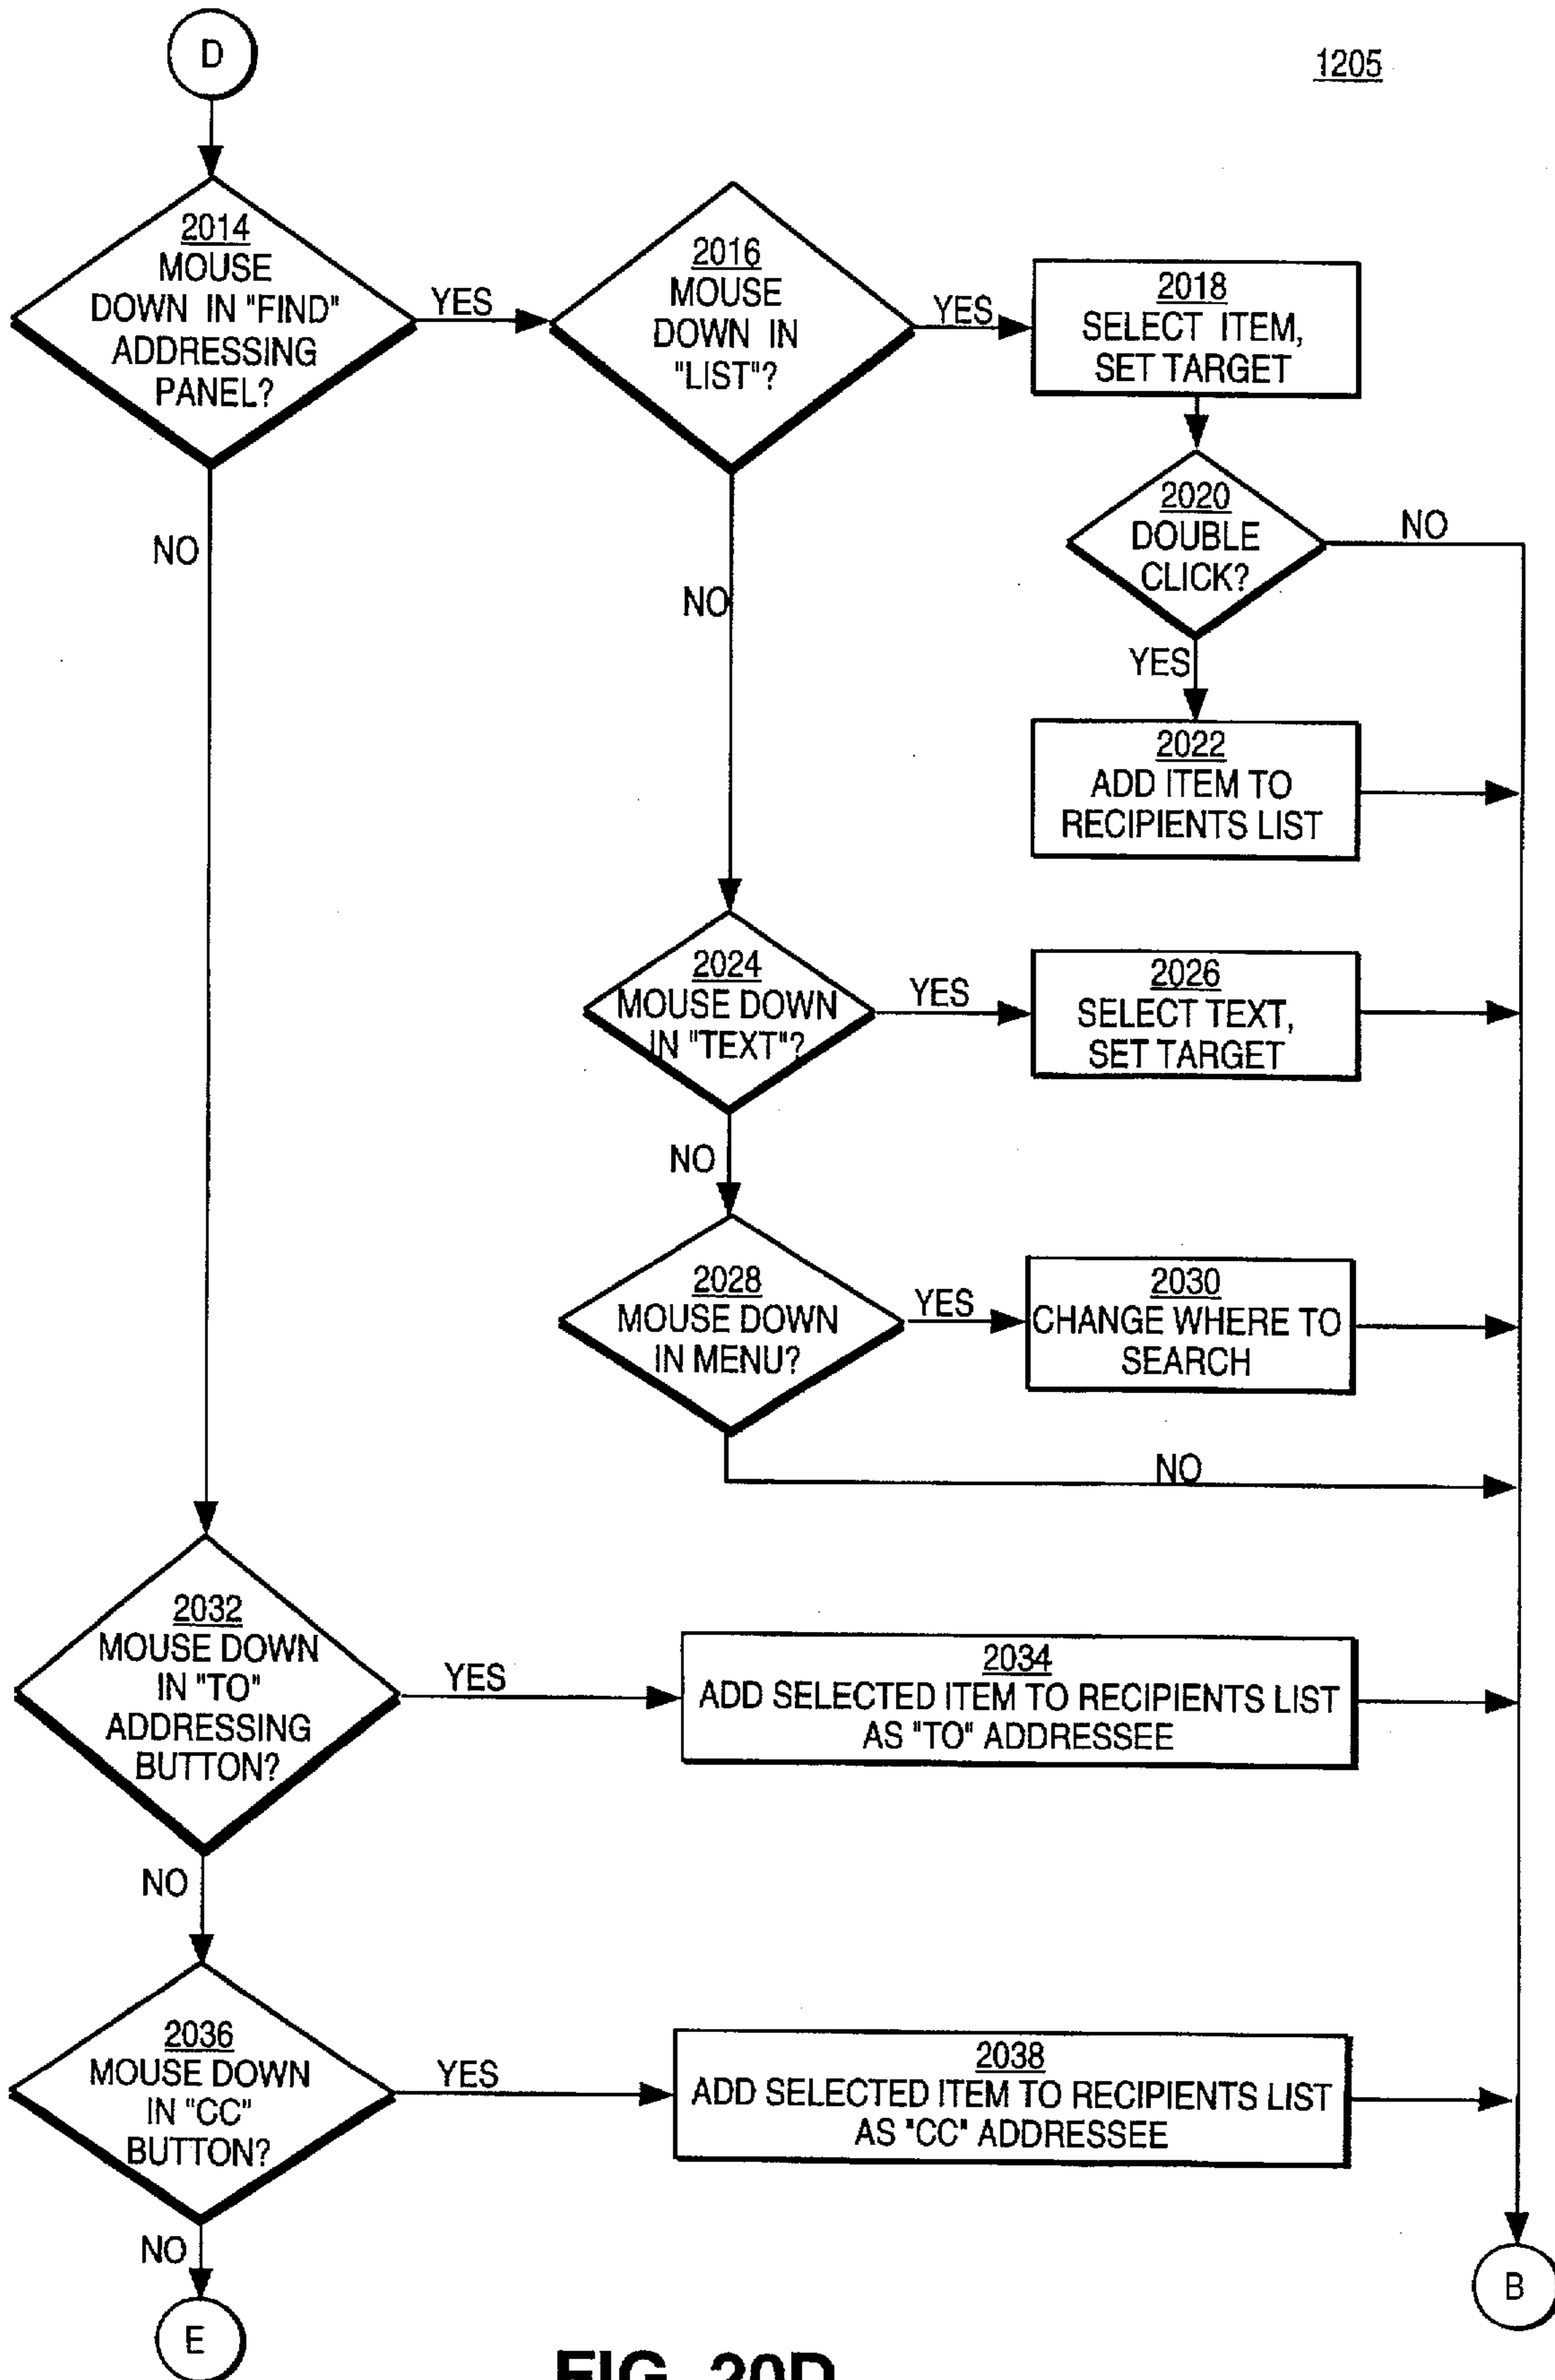 D
1205
2014
MOUSE
DOWN IN "FIND"
ADDRESSING
PANEL?
YES
NO
2016
MOUSE
DOWN IN
"LIST"?
YES
NO
2018
SELECT ITEM,
SET TARGET
2020
DOUBLE
CLICK?
NO
YES
2022
ADD ITEM TO
RECIPIENTS LIST
2024
MOUSE DOWN
IN "TEXT"?
YES
NO
2026
SELECT TEXT,
SET TARGET
2028
MOUSE DOWN
IN MENU?
YES
NO
2030
CHANGE WHERE TO
SEARCH
2032
MOUSE DOWN
IN "TO"
ADDRESSING
BUTTON?
YES
NO
2034
ADD SELECTED ITEM TO RECIPIENTS LIST
AS "TO" ADDRESSEE
2036
MOUSE DOWN
IN "CC"
BUTTON?
YES
NO
2038
ADD SELECTED ITEM TO RECIPIENTS LIST
AS "CC" ADDRESSEE
E
B
FIG. 20D